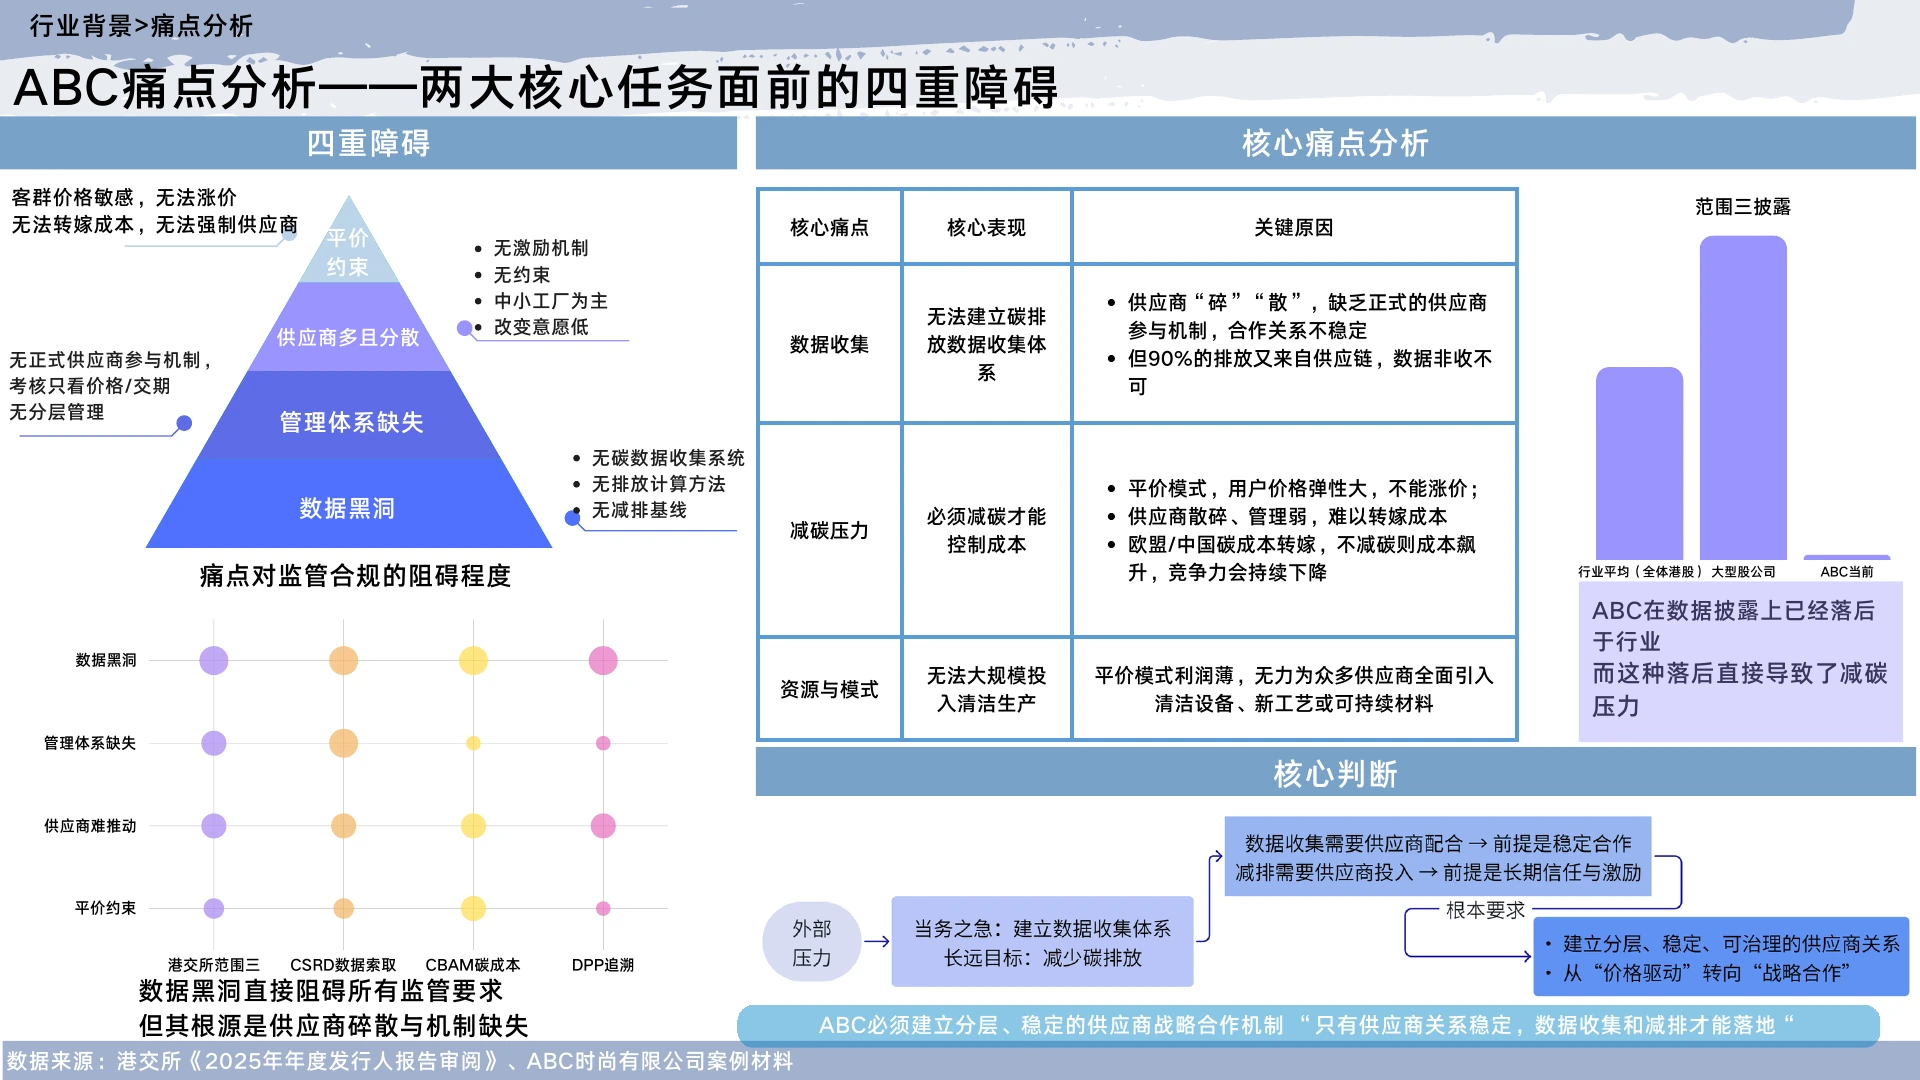 行业背景>痛点分析
ABC痛点分析——两大核心任务面前的四重障碍
四重障碍
客群价格敏感，无法涨价
无法转嫁成本，无法强制供应商
平价
约束
无激励机制
无约束
中小工厂为主
改变意愿低
供应商多且分散
无正式供应商参与机制，
考核只看价格/交期
无分层管理
管理体系缺失
无碳数据收集系统
无排放计算方法
无减排基线
数据黑洞
痛点对监管合规的阻碍程度
数据黑洞
管理体系缺失
供应商难推动
平价约束
港交所范围三
CSRD数据索取
CBAM碳成本
DPP追溯
数据黑洞直接阻碍所有监管要求
但其根源是供应商碎散与机制缺失
核心痛点分析
核心痛点
核心表现
关键原因
数据收集
无法建立碳排
放数据收集体
系
供应商“碎”“散”，缺乏正式的供应商
参与机制，合作关系不稳定
但90%的排放又来自供应链，数据非收不
可
减碳压力
必须减碳才能
控制成本
平价模式，用户价格弹性大，不能涨价；
供应商散碎、管理弱，难以转嫁成本
欧盟/中国碳成本转嫁，不减碳则成本飙
升，竞争力会持续下降
资源与模式
无法大规模投
入清洁生产
平价模式利润薄，无力为众多供应商全面引入
清洁设备、新工艺或可持续材料
范围三披露
行业平均（全体港股）
大型股公司
ABC当前
ABC在数据披露上已经落后
于行业
而这种落后直接导致了减碳
压力
核心判断
外部
压力
当务之急：建立数据收集体系
长远目标：减少碳排放
数据收集需要供应商配合→前提是稳定合作
减排需要供应商投入→前提是长期信任与激励
根本要求
• 建立分层、稳定、可治理的供应商关系
• 从“价格驱动”转向“战略合作”
ABC必须建立分层、稳定的供应商战略合作机制 “只有供应商关系稳定，数据收集和减排才能落地“
数据来源：港交所《2025年年度发行人报告审阅》、ABC时尚有限公司案例材料